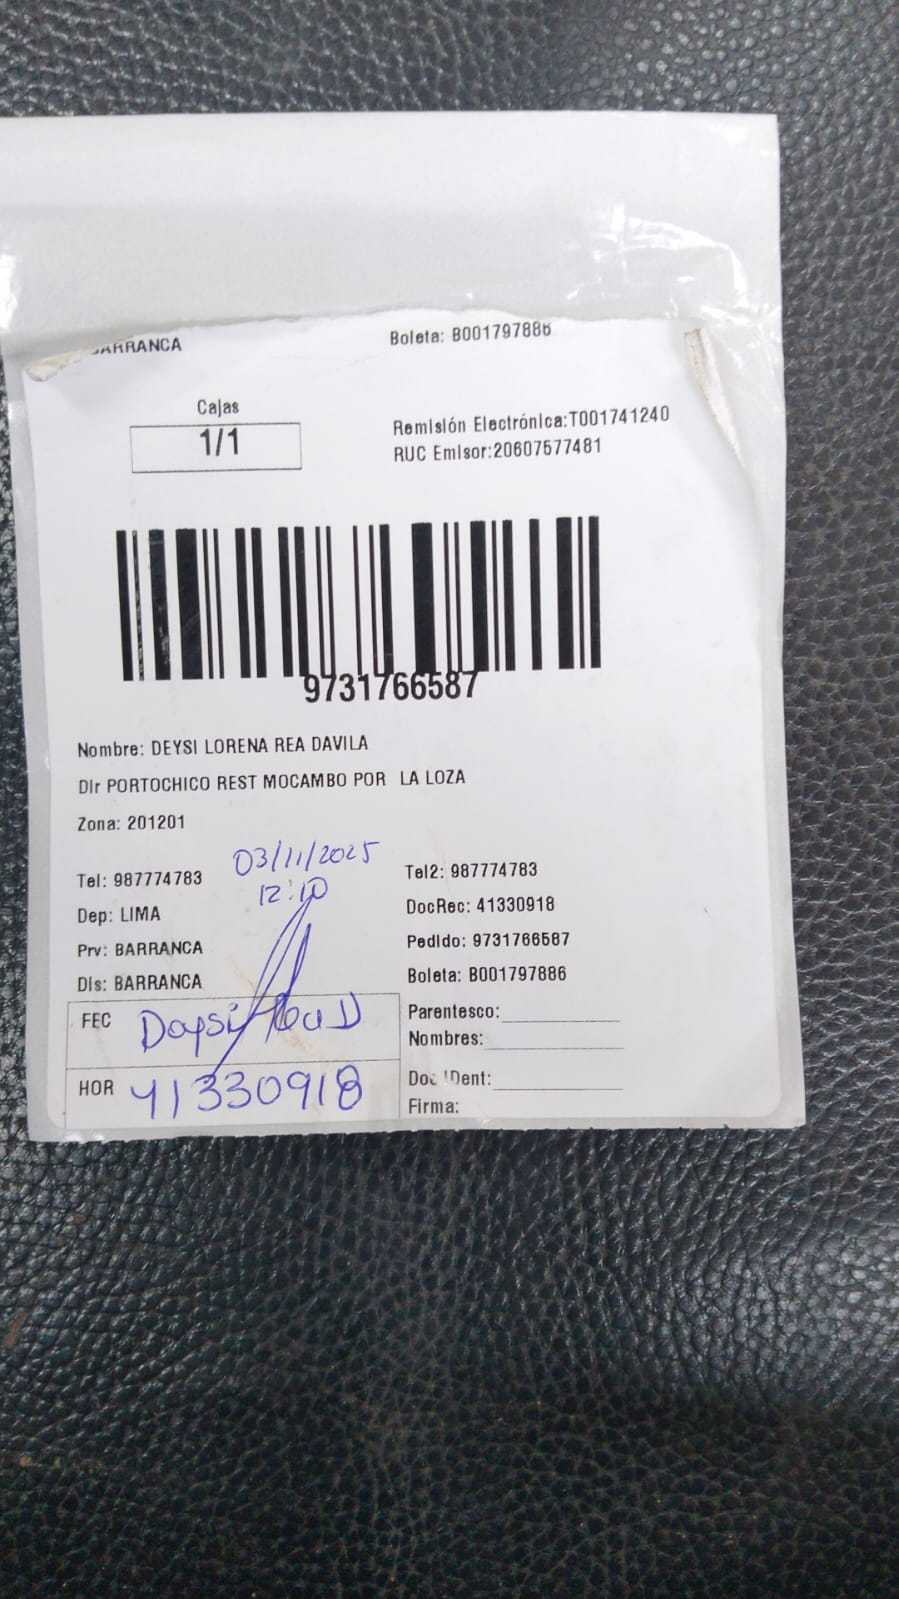 BARRANCA
Boleta: B001797886
Cajas
1/1
Remisión Electrónica:T001741240
RUC Emisor:20607577481
9731766587
Nombre: DEYSI LORENA REA DAVILA
Dir PORTOCHICO REST MOCAMBO POR LA LOZA
Zona: 201201
03/11/2025
12:10
Tel: 987774783
Tel2: 987774783
Dep: LIMA
DocRec: 41330918
Prv: BARRANCA
Pedido: 9731766587
Dis: BARRANCA
Boleta: B001797886
FEC
Parentesco:
Nombres:
HOR 41330918
Doc IDent:
Firma: